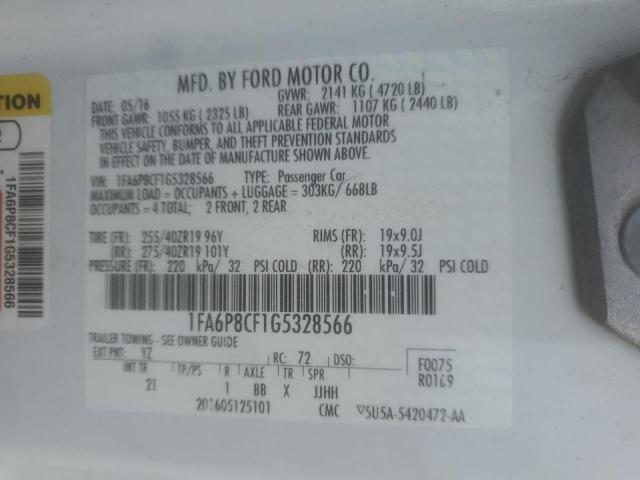 MFD. BY FORD MOTOR CO.
DATE: 05/16 GVWR: 2141 KG ( 4720 LB)
FRONT GAWR: 1055 KG ( 2325 LB) REAR GAWR: 1107 KG ( 2440 LB)
THIS VEHICLE CONFORMS TO ALL APPLICABLE FEDERAL MOTOR
VEHICLE SAFETY, BUMPER, AND THEFT PREVENTION STANDARDS
IN EFFECT ON THE DATE OF MANUFACTURE SHOWN ABOVE.
VIN: 1FA6P8CF1G5328566 TYPE: Passenger Car
MAXIMUM LOAD = OCCUPANTS + LUGGAGE = 303KG/ 668LB
OCCUPANTS = 4 TOTAL; 2 FRONT, 2 REAR
TIRE (FR): 255/40ZR19 96Y RIMS (FR): 19x9.0J
(RR): 275/40ZR19 101Y (RR): 19x9.5J
PRESSURE (FR): 220 kPa/ 32 PSI COLD (RR): 220 kPa/ 32 PSI COLD
1FA6P8CF1G5328566
TRAILER TOWING - SEE OWNER GUIDE
EXT PNT: YZ RC: 72 DSO: F0075
INT TR TP/PS R AXLE TR SPR R0169
21 1 BB X JJHH
201605125101 CMC 5U5A-5420472-AA
TION
1FA6P8CF1G5328566